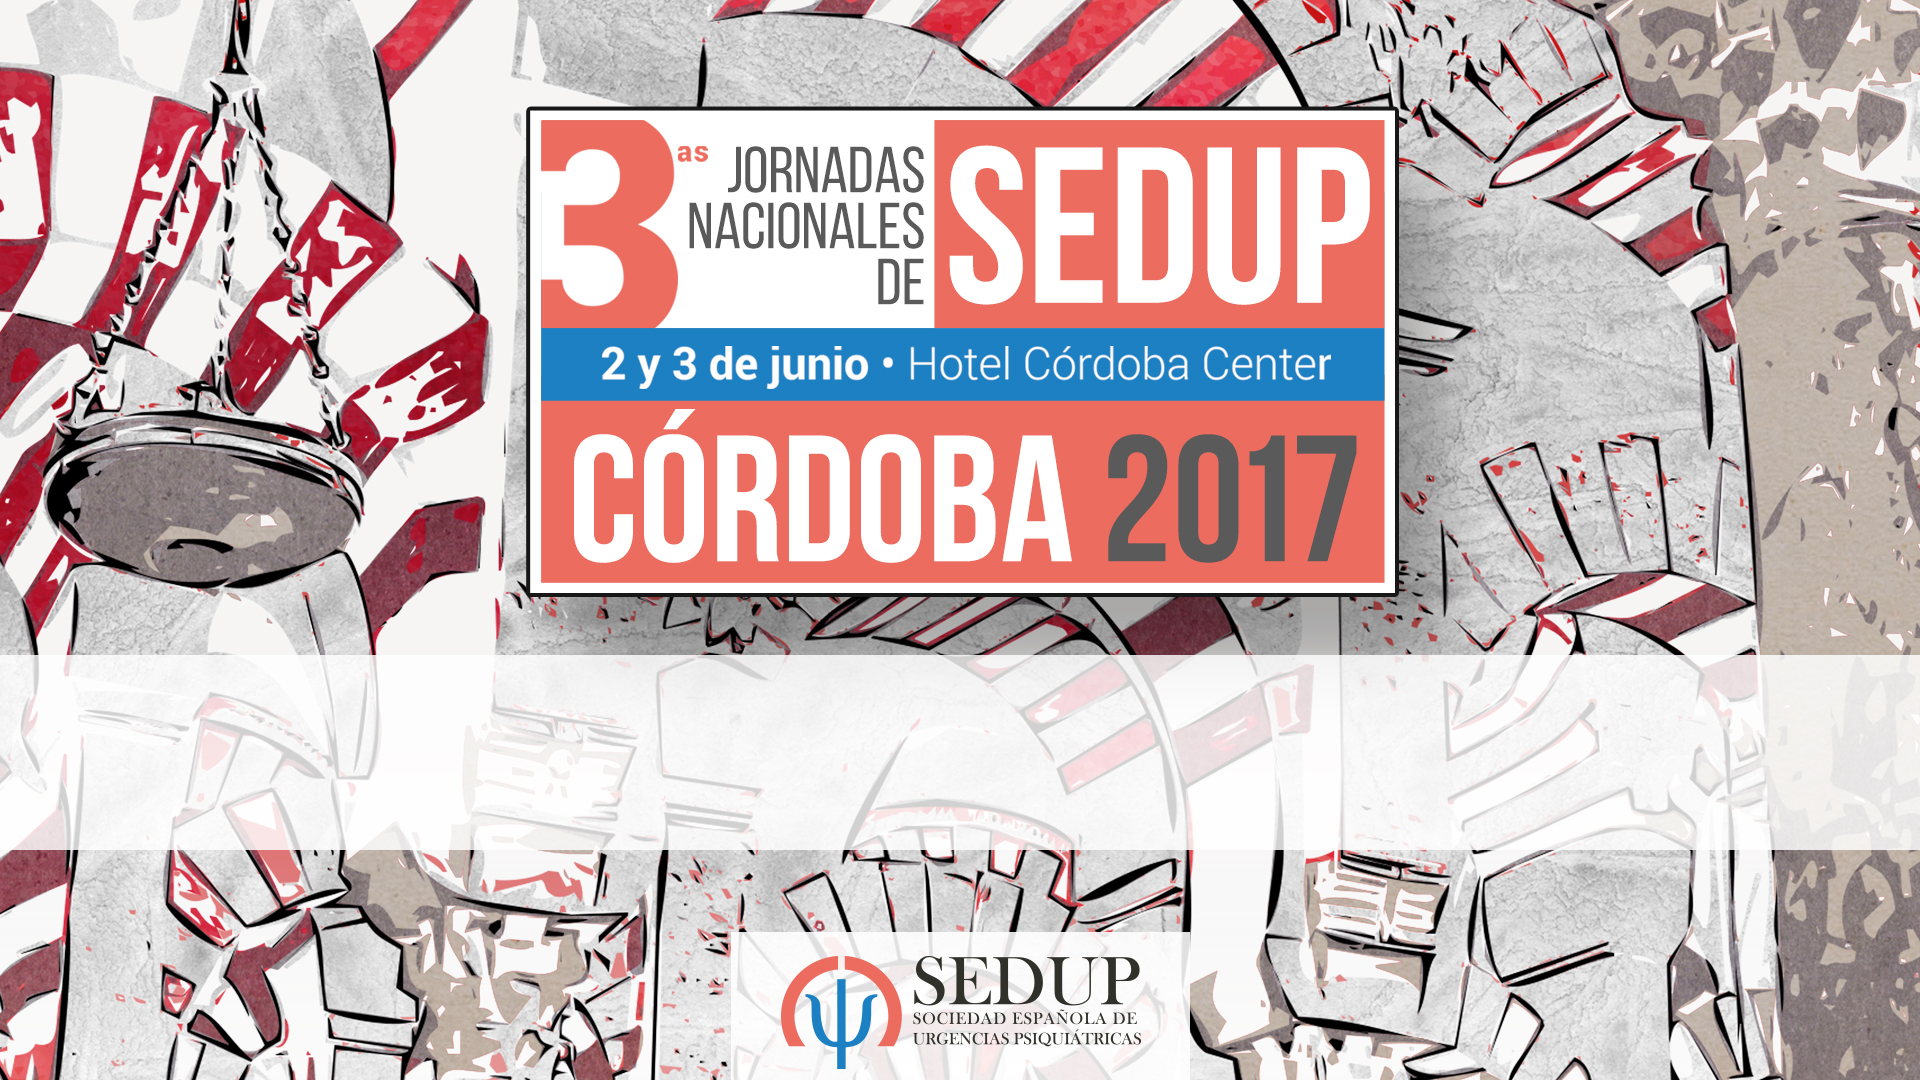 3as JORNADAS
NACIONALES
DE
SEDUP
2 y 3 de junio • Hotel Córdoba Center
CÓRDOBA 2017
SEDUP
SOCIEDAD ESPAÑOLA DE
URGENCIAS PSIQUIÁTRICAS